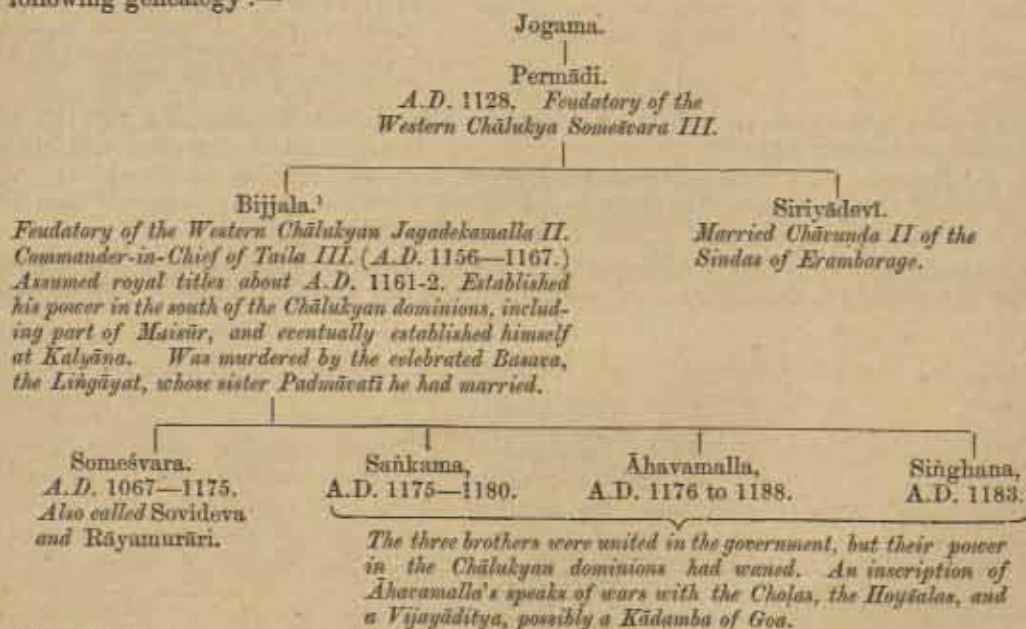 following genealogy :—
Jogama.
Permādi.
A.D. 1128. Feudatory of the
Western Chālukya Someśvara III.
Bijjala.¹
Feudatory of the Western Chālukyan Jagadekamalla II.
Commander-in-Chief of Taila III. (A.D. 1156—1167.)
Assumed royal titles about A.D. 1161-2. Established
his power in the south of the Chālukyan dominions, includ-
ing part of Maisūr, and eventually established himself
at Kalyāna. Was murdered by the celebrated Basava,
the Liṅgāyat, whose sister Padmāvatī he had married.
Siriyādevī.
Married Chāvuṇḍa II of the
Sindas of Erambarage.
Someśvara.
A.D. 1067—1175.
Also called Sovideva
and Rāyamurāri.
Saṅkama,
A.D. 1175—1180.
Āhavamalla,
A.D. 1176 to 1188.
Siṅghana,
A.D. 1183.
The three brothers were united in the government, but their power
in the Chālukyan dominions had waned. An inscription of
Āhavamalla's speaks of wars with the Choḷas, the Hoyśalas, and
a Vijayāditya, possibly a Kādamba of Goa.